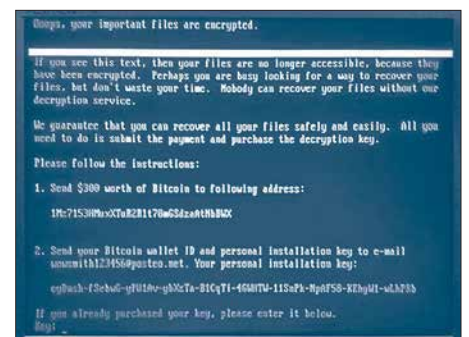 Ooops, your important files are encrypted.
If you see this text, then your files are no longer accessible, because they
have been encrypted. Perhaps you are busy looking for a way to recover your
files, but don't waste your time. Nobody can recover your files without our
decryption service.
We guarantee that you can recover all your files safely and easily. All you
need to do is submit the payment and purchase the decryption key.
Please follow the instructions:
1. Send $300 worth of Bitcoin to following address:
2. Send your Bitcoin wallet ID and personal installation key to e-mail
wowsmith123456@posteo.net. Your personal installation key:
If you already purchased your key, please enter it below.
Key: _